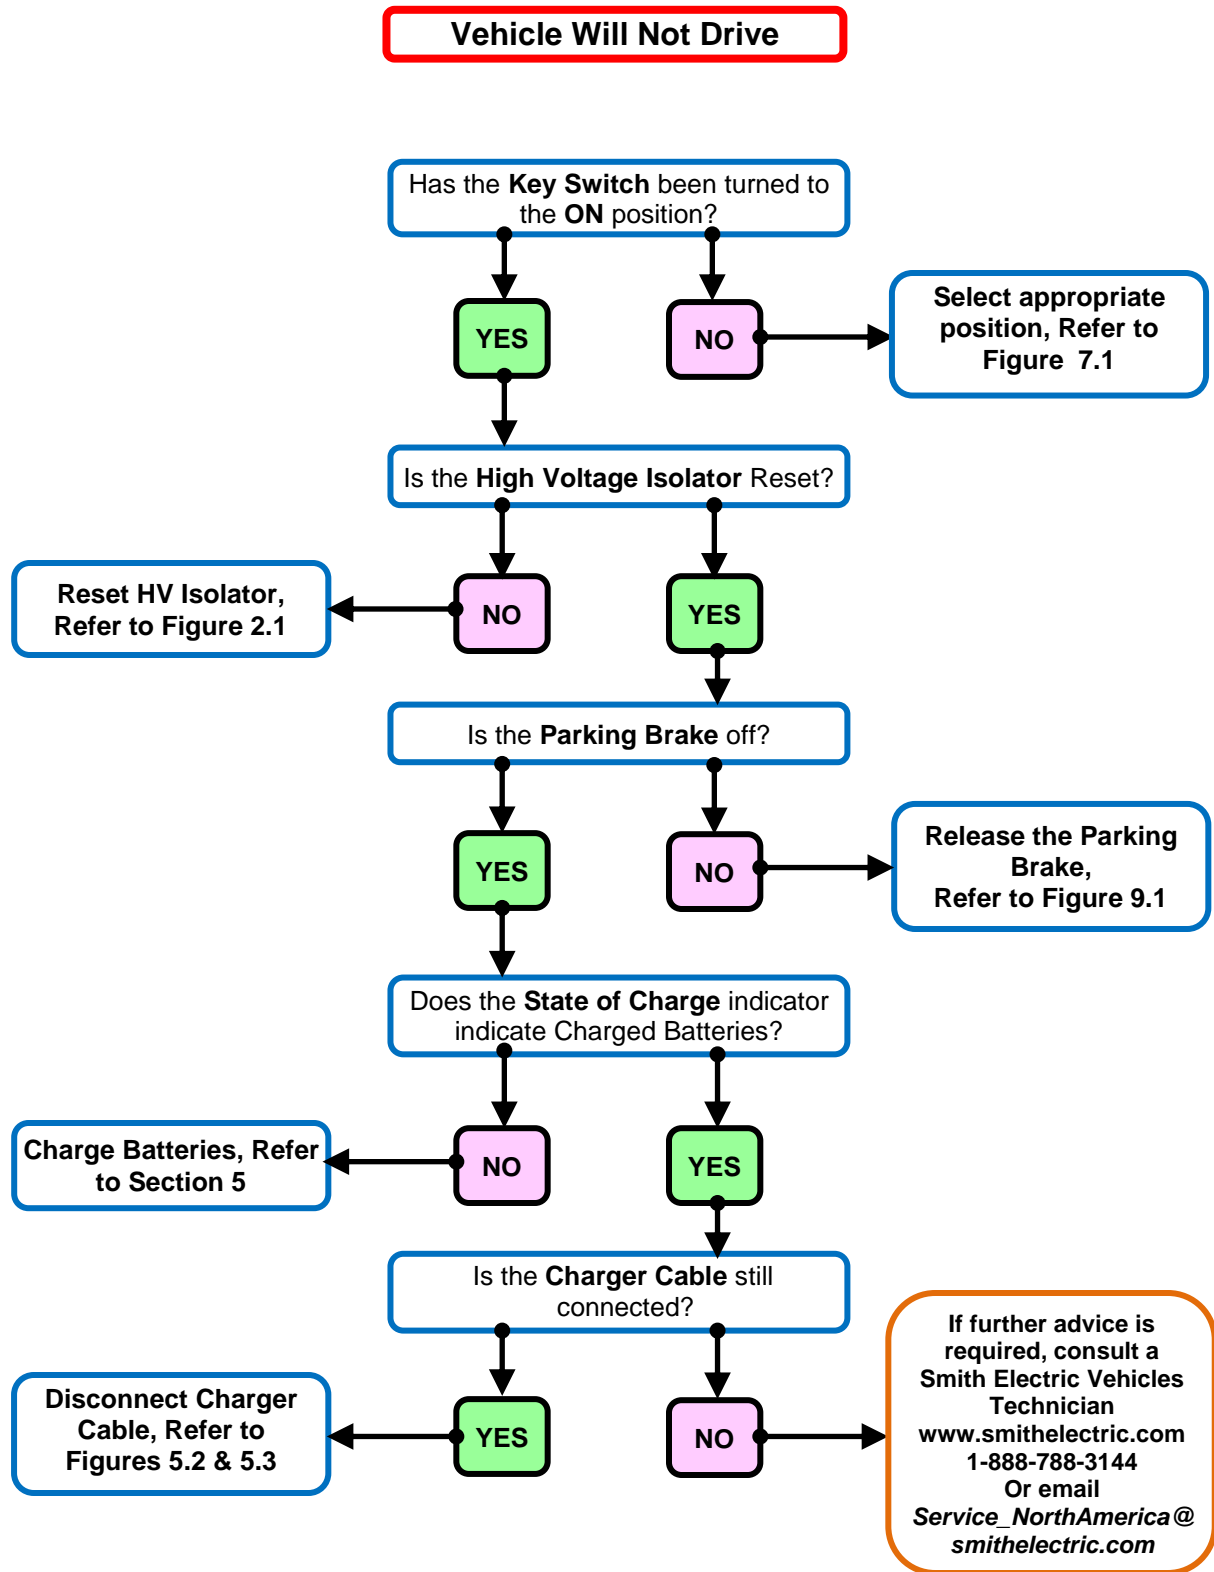 Vehicle Will Not Drive
Has the Key Switch been turned to
the ON position?
YES
NO
Select appropriate
position, Refer to
Figure 7.1
Is the High Voltage Isolator Reset?
Reset HV Isolator,
Refer to Figure 2.1
NO
YES
Is the Parking Brake off?
YES
NO
Release the Parking
Brake,
Refer to Figure 9.1
Does the State of Charge indicator
indicate Charged Batteries?
Charge Batteries, Refer
to Section 5
NO
YES
Is the Charger Cable still
connected?
Disconnect Charger
Cable, Refer to
Figures 5.2 & 5.3
YES
NO
If further advice is
required, consult a
Smith Electric Vehicles
Technician
www.smithelectric.com
1-888-788-3144
Or email
Service_NorthAmerica@
smithelectric.com